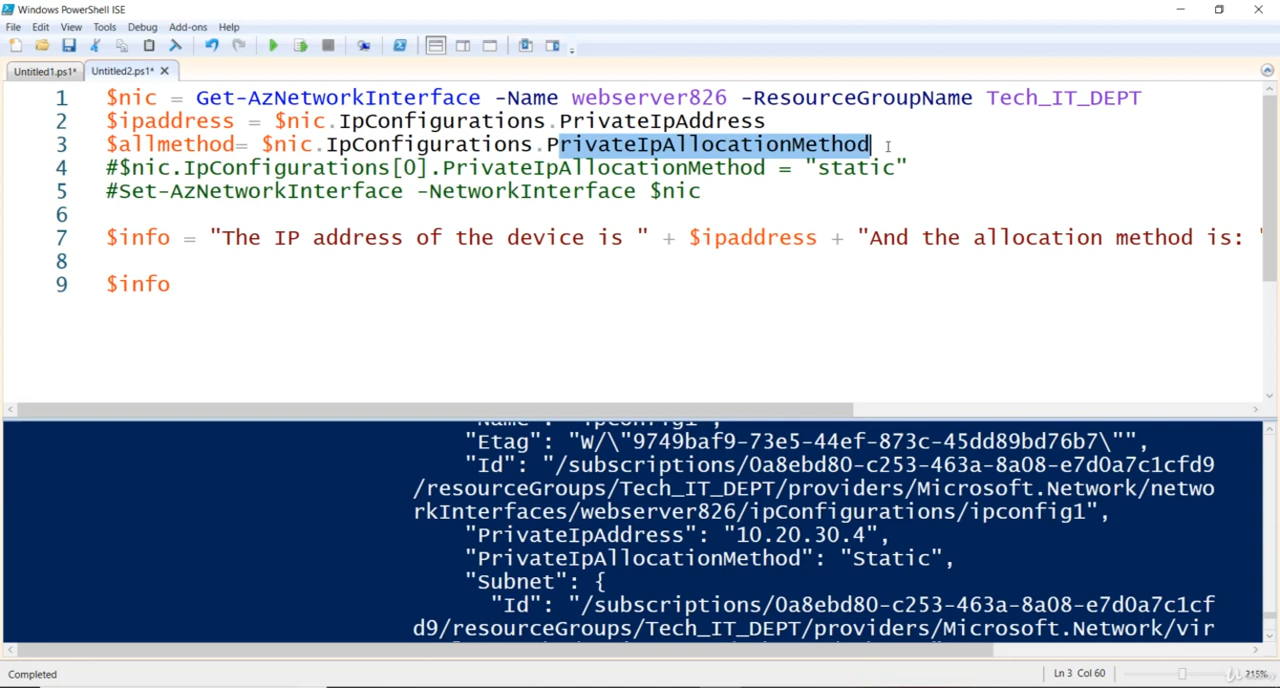 Windows PowerShell ISE
File Edit View Tools Debug Add-ons Help
Untitled1.ps1* Untitled2.ps1* X
1 $nic = Get-AzNetworkInterface -Name webserver826 -ResourceGroupName Tech_IT_DEPT
2 $ipaddress = $nic.IpConfigurations.PrivateIpAddress
3 $allmethod= $nic.IpConfigurations.PrivateIpAllocationMethod
4 #$nic.IpConfigurations[0].PrivateIpAllocationMethod = "static"
5 #Set-AzNetworkInterface -NetworkInterface $nic
6
7 $info = "The IP address of the device is " + $ipaddress + "And the allocation method is: "
8
9 $info
"Name": "ipconfig1",
"Etag": "W/\"9749baf9-73e5-44ef-873c-45dd89bd76b7\"",
"Id": "/subscriptions/0a8ebd80-c253-463a-8a08-e7d0a7c1cfd9
/resourceGroups/Tech_IT_DEPT/providers/Microsoft.Network/netwo
rkInterfaces/webserver826/ipConfigurations/ipconfig1",
"PrivateIpAddress": "10.20.30.4",
"PrivateIpAllocationMethod": "Static",
"Subnet": {
"Id": "/subscriptions/0a8ebd80-c253-463a-8a08-e7d0a7c1cf
d9/resourceGroups/Tech_IT_DEPT/providers/Microsoft.Network/vir
Completed
Ln 3 Col 60
215%